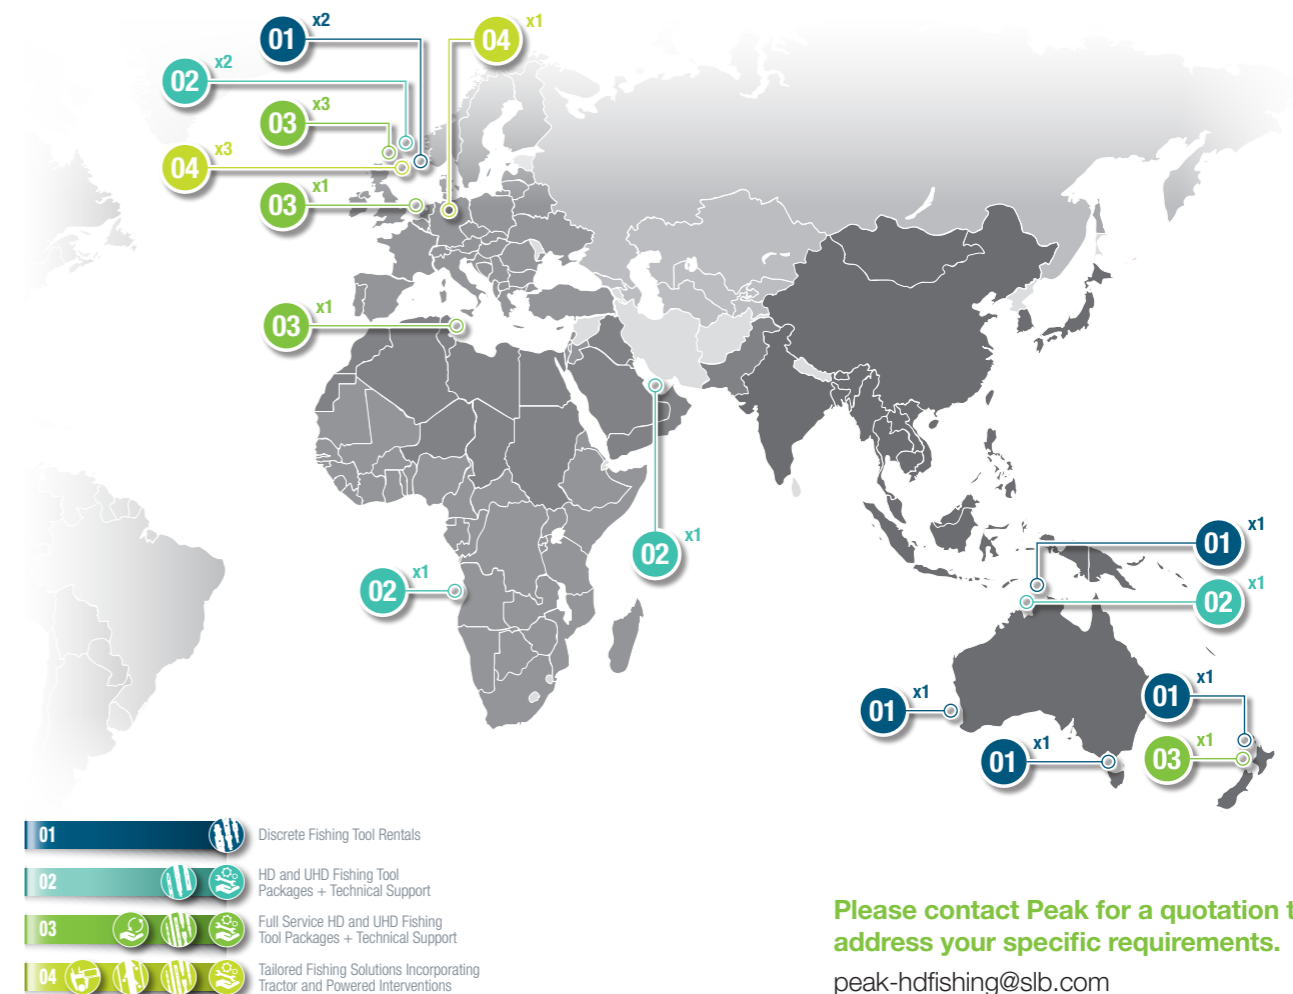 01 x2
04 x1
02 x2
03 x3
04 x3
03 x1
03 x1
02 x1
02 x1
01 x1
02 x1
01 x1
01 x1
01 x1
03 x1
01 Discrete Fishing Tool Rentals
02 HD and UHD Fishing Tool
Packages + Technical Support
03 Full Service HD and UHD Fishing
Tool Packages + Technical Support
04 Tailored Fishing Solutions Incorporating
Tractor and Powered Interventions
Please contact Peak for a quotation t
address your specific requirements.
peak-hdfishing@slb.com